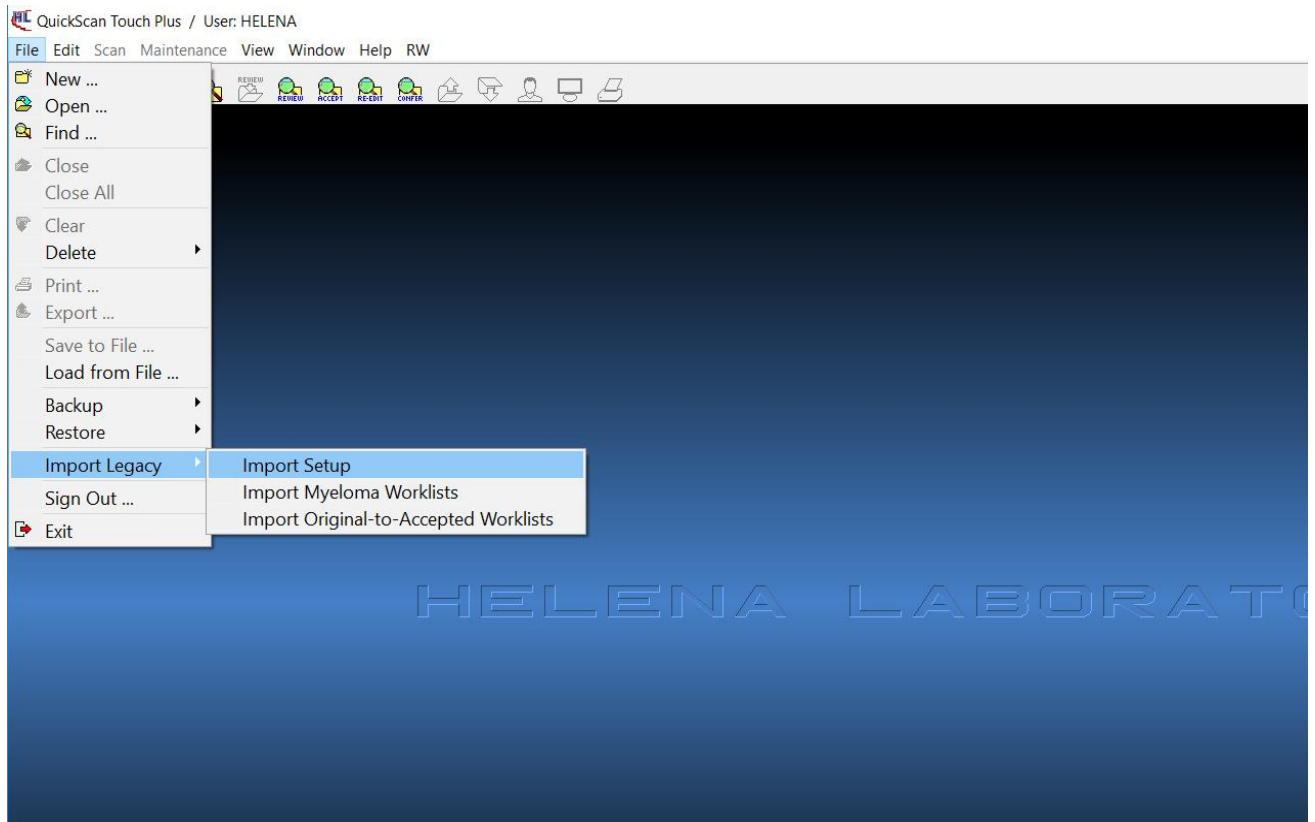 HL QuickScan Touch Plus / User: HELENA
File Edit Scan Maintenance View Window Help RW
REVIEW REVIEW ACCEPT RE-EDIT CONFER
New ...
Open ...
Find ...
Close
Close All
Clear
Delete
Print ...
Export ...
Save to File ...
Load from File ...
Backup
Restore
Import Legacy
Import Setup
Import Myeloma Worklists
Import Original-to-Accepted Worklists
Sign Out ...
Exit
HELENA LABORATO